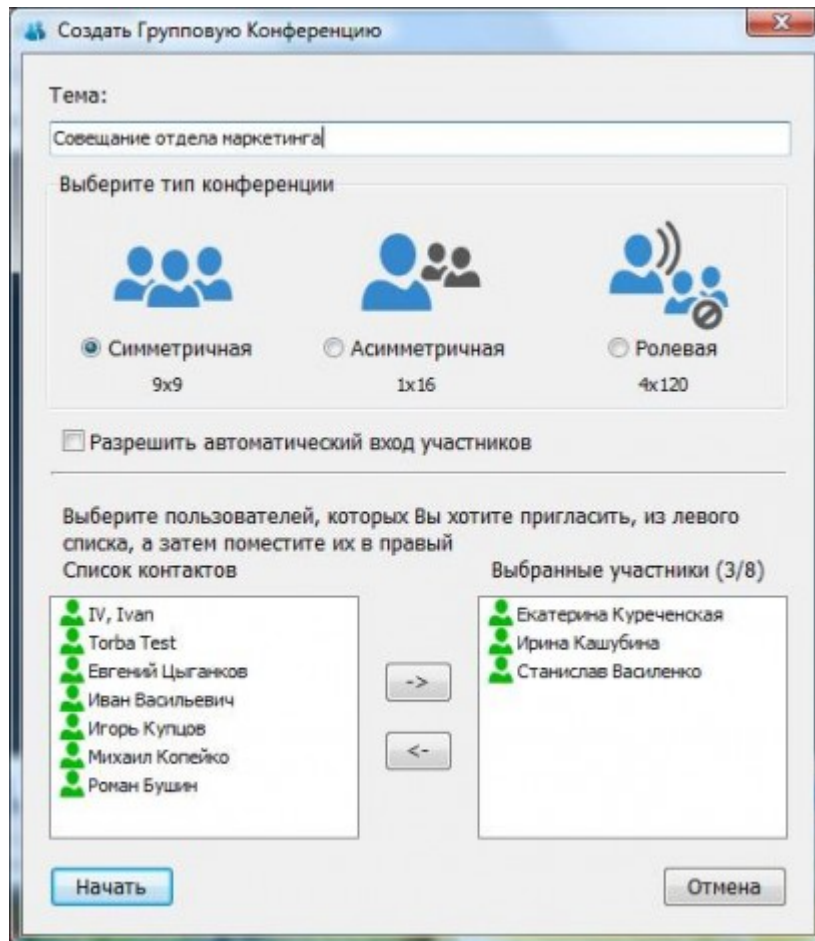 Создать Групповую Конференцию
Тема:
Совещание отдела маркетинга
Выберите тип конференции
Симметричная
Асимметричная
Ролевая
9x9
1x16
4x120
Разрешить автоматический вход участников
Выберите пользователей, которых Вы хотите пригласить, из левого
списка, а затем поместите их в правый
Список контактов
Выбранные участники (3/8)
IV, Ivan
Torba Test
Евгений Цыганков
Иван Васильевич
Игорь Купцов
Михаил Копейко
Роман Бушин
->
<-
Екатерина Куреченская
Ирина Кашубина
Станислав Василенко
Начать
Отмена